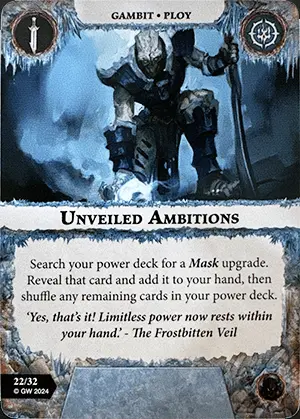 GAMBIT • PLOY
UNVEILED AMBITIONS
Search your power deck for a Mask upgrade.
Reveal that card and add it to your hand, then
shuffle any remaining cards in your power deck.
‘Yes, that’s it! Limitless power now rests within
your hand.’ - The Frostbitten Veil
22/32
© GW 2024